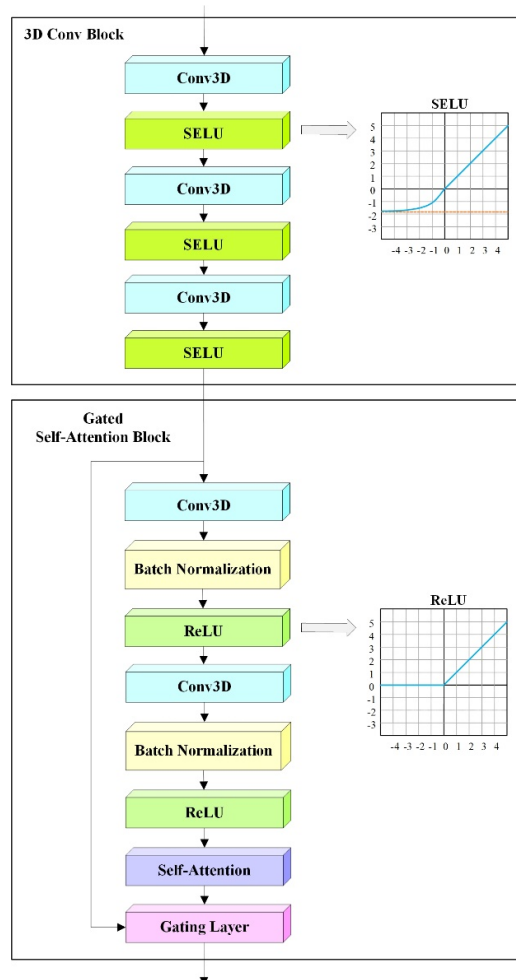 3D Conv Block
Conv3D
SELU
Conv3D
SELU
Conv3D
SELU
SELU
5
4
3
2
1
0
-1
-2
-3
-4 -3 -2 -1 0 1 2 3 4
Gated
Self-Attention Block
Conv3D
Batch Normalization
ReLU
Conv3D
Batch Normalization
ReLU
Self-Attention
Gating Layer
ReLU
5
4
3
2
1
0
-1
-2
-3
-4 -3 -2 -1 0 1 2 3 4